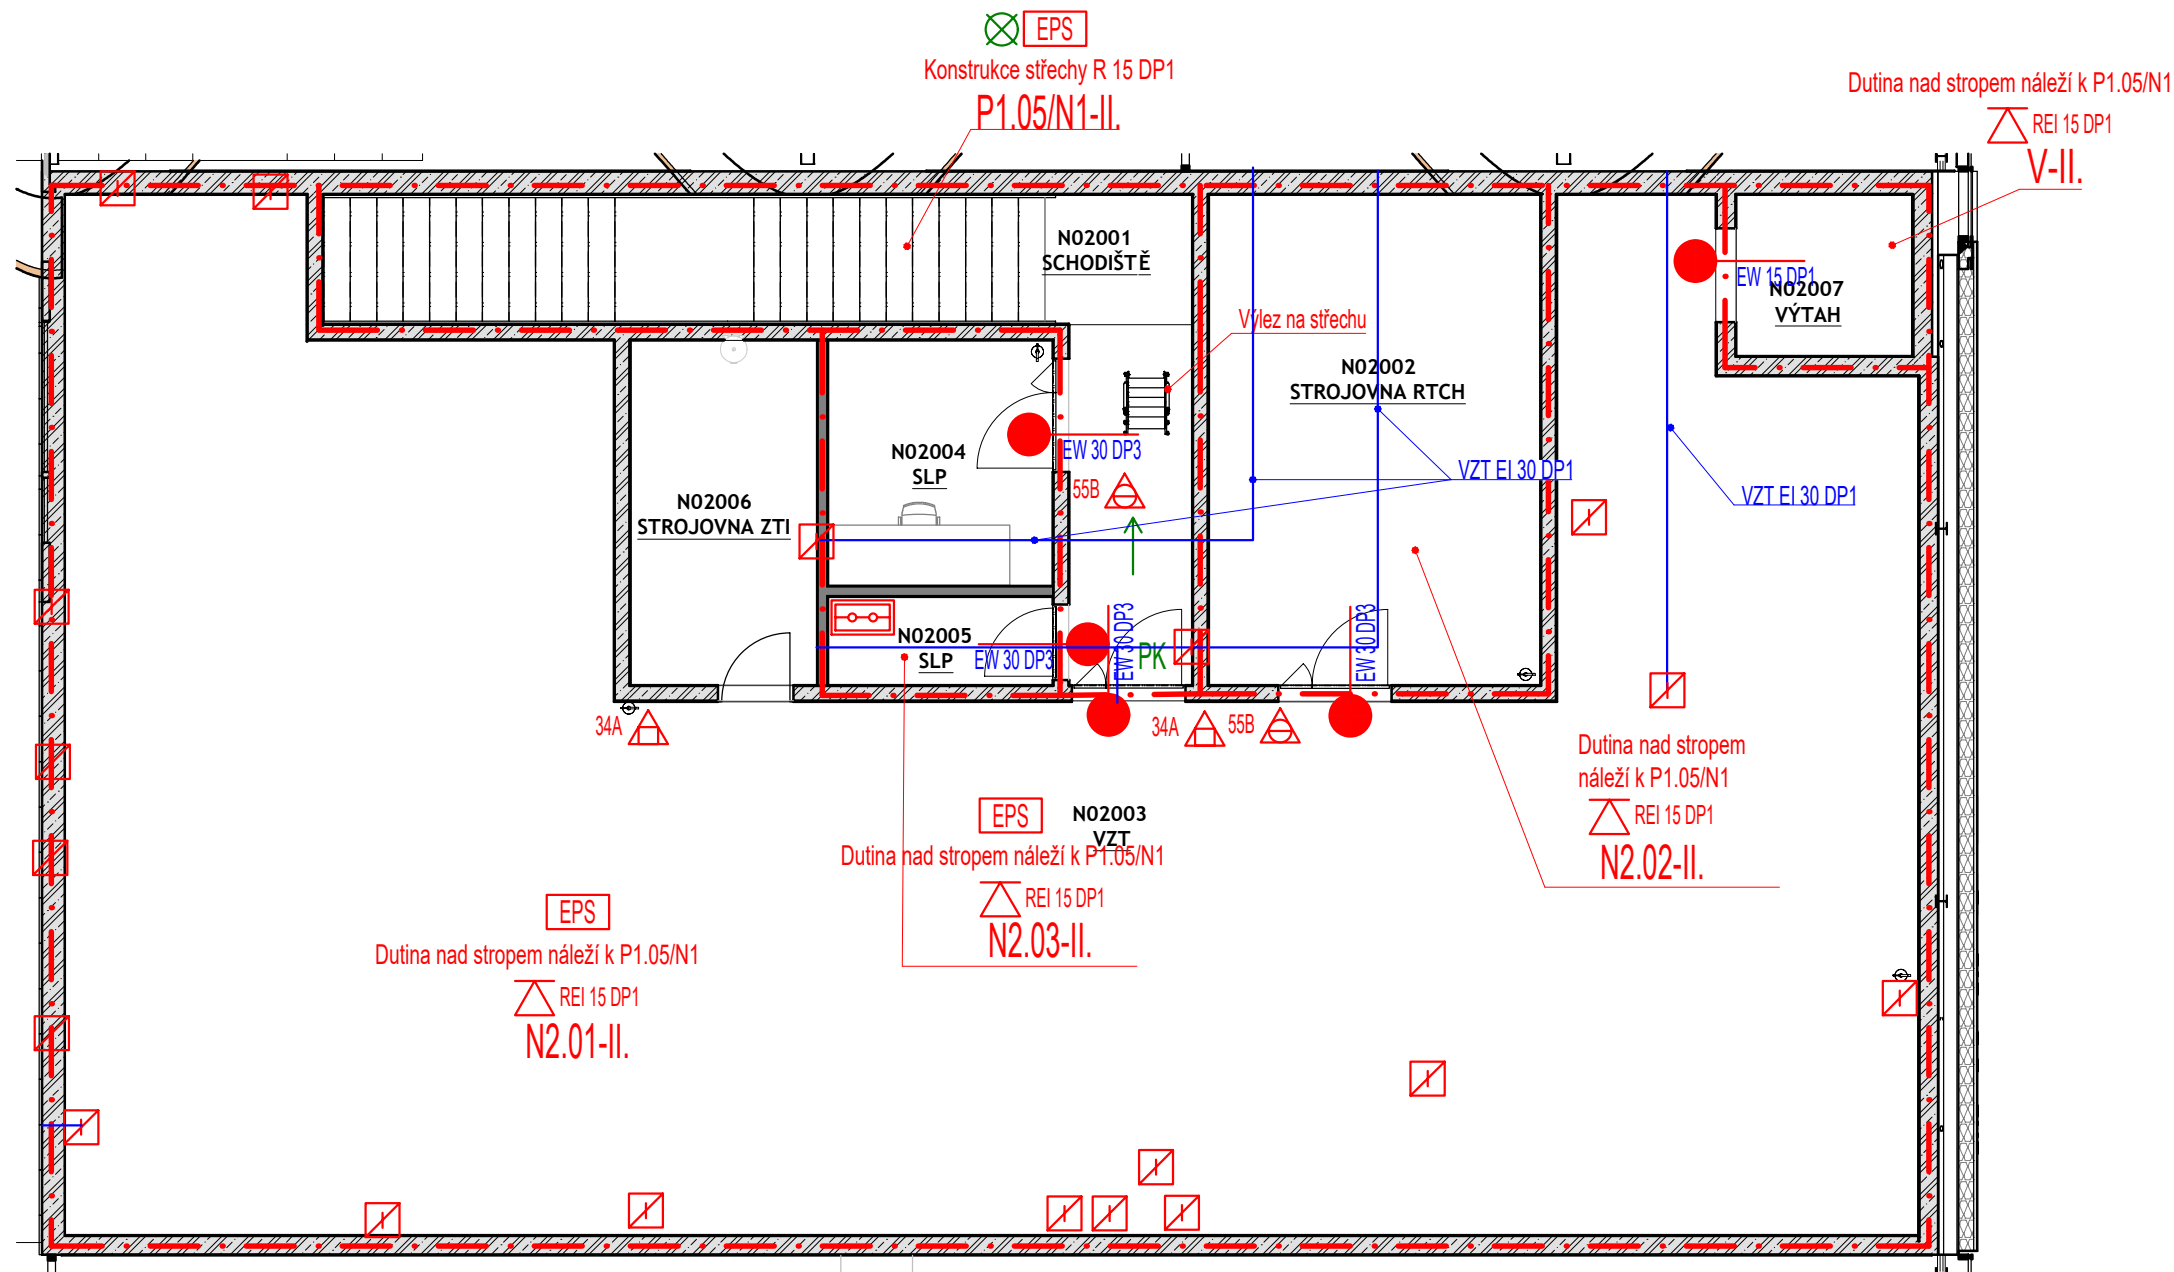 EPS
Konstrukce střechy R 15 DP1
P1.05/N1-II.
Dutina nad stropem náleží k P1.05/N1
REI 15 DP1
V-II.
N02001
SCHODIŠTĚ
EW 15 DP1
N02007
VÝTAH
Výlez na střechu
N02002
STROJOVNA RTCH
N02004
SLP
EW 30 DP3
55B
VZT EI 30 DP1
VZT EI 30 DP1
N02006
STROJOVNA ZTI
N02005
SLP
EW 30 DP3
EW 30 DP3
PK
EW 30 DP3
34A
34A
55B
Dutina nad stropem
náleží k P1.05/N1
REI 15 DP1
N2.02-II.
EPS
N02003
VZT
Dutina nad stropem náleží k P1.05/N1
REI 15 DP1
N2.03-II.
EPS
Dutina nad stropem náleží k P1.05/N1
REI 15 DP1
N2.01-II.